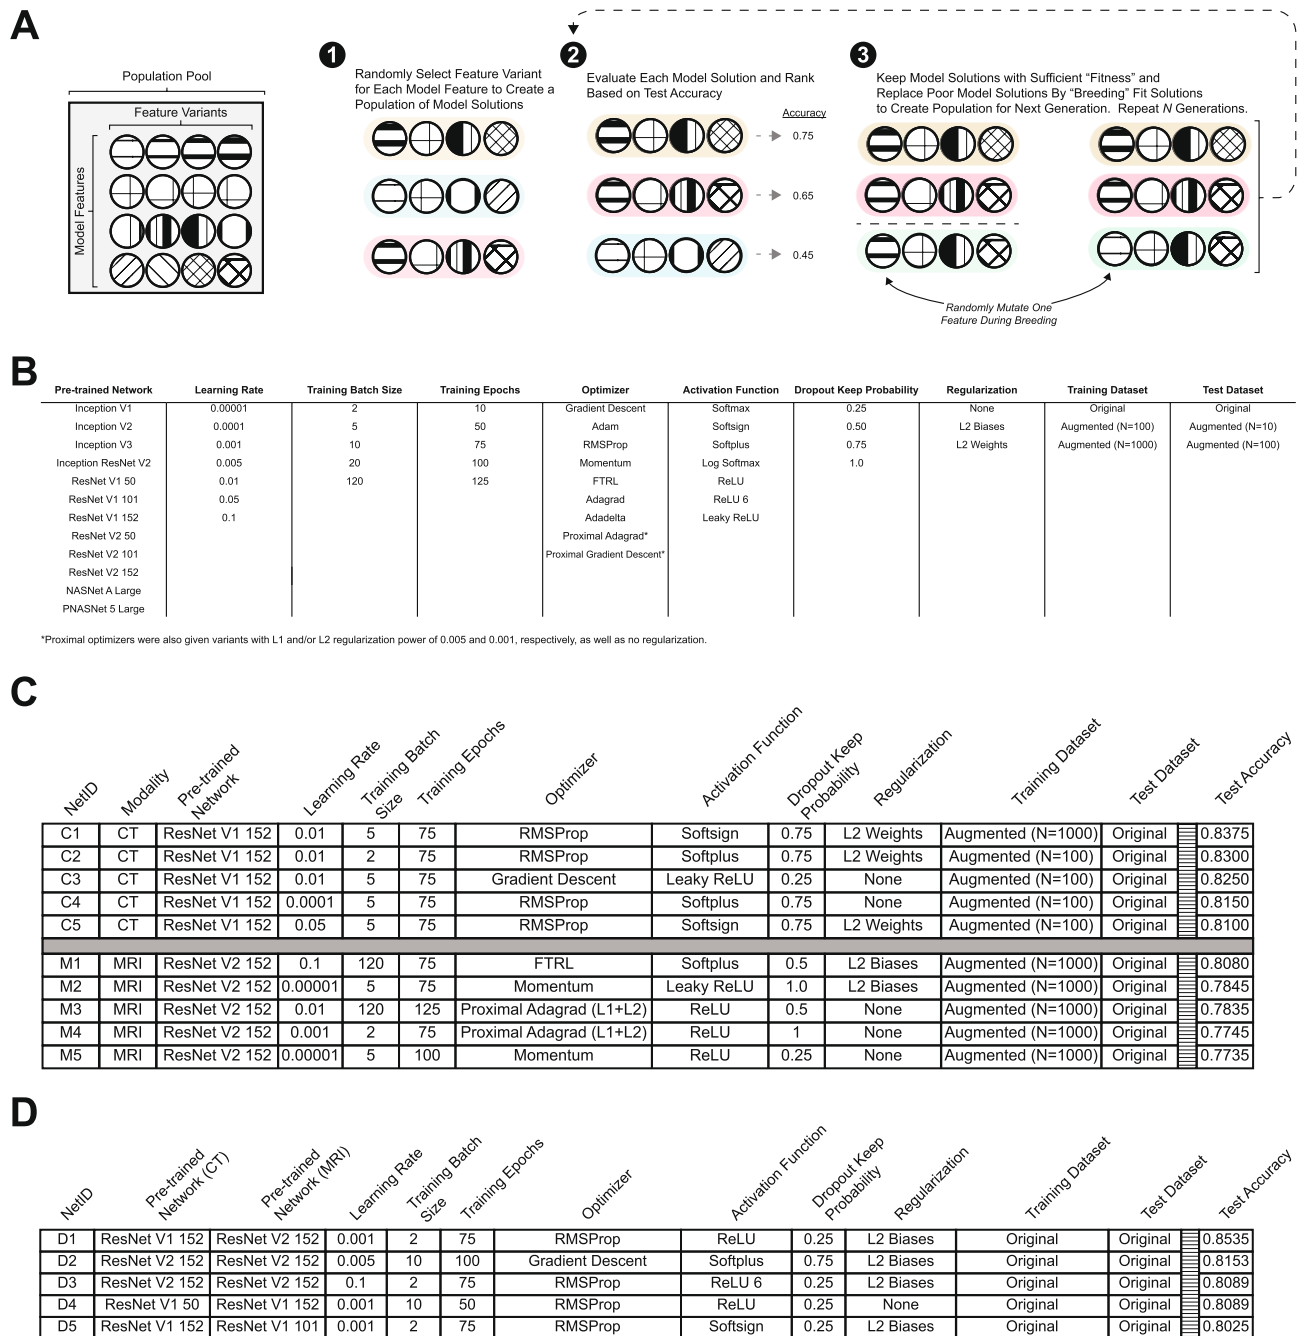 A
Population Pool
Feature Variants
Model Features
1
Randomly Select Feature Variant
for Each Model Feature to Create a
Population of Model Solutions
2
Evaluate Each Model Solution and Rank
Based on Test Accuracy
Accuracy
0.75
0.65
0.45
3
Keep Model Solutions with Sufficient “Fitness” and
Replace Poor Model Solutions By “Breeding” Fit Solutions
to Create Population for Next Generation. Repeat N Generations.
Randomly Mutate One
Feature During Breeding
B
Pre-trained Network Learning Rate Training Batch Size Training Epochs Optimizer Activation Function Dropout Keep Probability Regularization Training Dataset Test Dataset
Inception V1 0.00001 2 10 Gradient Descent Softmax 0.25 None Original Original
Inception V2 0.0001 5 50 Adam Softsign 0.50 L2 Biases Augmented (N=100) Augmented (N=10)
Inception V3 0.001 10 75 RMSProp Softplus 0.75 L2 Weights Augmented (N=1000) Augmented (N=100)
Inception ResNet V2 0.005 20 100 Momentum Log Softmax 1.0
ResNet V1 50 0.01 120 125 FTRL ReLU
ResNet V1 101 0.05 Adagrad ReLU 6
ResNet V1 152 0.1 Adadelta Leaky ReLU
ResNet V2 50 Proximal Adagrad*
ResNet V2 101 Proximal Gradient Descent*
ResNet V2 152
NASNet A Large
PNASNet 5 Large
*Proximal optimizers were also given variants with L1 and/or L2 regularization power of 0.005 and 0.001, respectively, as well as no regularization.
C
NetID Modality Pre-trained Network Learning Rate Training Batch Size Training Epochs Optimizer Activation Function Dropout Keep Probability Regularization Training Dataset Test Dataset Test Accuracy
C1 CT ResNet V1 152 0.01 5 75 RMSProp Softsign 0.75 L2 Weights Augmented (N=1000) Original 0.8375
C2 CT ResNet V1 152 0.01 2 75 RMSProp Softplus 0.75 L2 Weights Augmented (N=100) Original 0.8300
C3 CT ResNet V1 152 0.01 5 75 Gradient Descent Leaky ReLU 0.25 None Augmented (N=100) Original 0.8250
C4 CT ResNet V1 152 0.0001 5 75 RMSProp Softplus 0.75 None Augmented (N=100) Original 0.8150
C5 CT ResNet V1 152 0.05 5 75 RMSProp Softsign 0.75 L2 Weights Augmented (N=100) Original 0.8100
M1 MRI ResNet V2 152 0.1 120 75 FTRL Softplus 0.5 L2 Biases Augmented (N=1000) Original 0.8080
M2 MRI ResNet V2 152 0.00001 5 75 Momentum Leaky ReLU 1.0 L2 Biases Augmented (N=1000) Original 0.7845
M3 MRI ResNet V2 152 0.01 120 125 Proximal Adagrad (L1+L2) ReLU 0.5 None Augmented (N=1000) Original 0.7835
M4 MRI ResNet V2 152 0.001 2 75 Proximal Adagrad (L1+L2) ReLU 1 None Augmented (N=1000) Original 0.7745
M5 MRI ResNet V2 152 0.00001 5 100 Momentum ReLU 0.25 None Augmented (N=1000) Original 0.7735
D
NetID Pre-trained Network (CT) Pre-trained Network (MRI) Learning Rate Training Batch Size Training Epochs Optimizer Activation Function Dropout Keep Probability Regularization Training Dataset Test Dataset Test Accuracy
D1 ResNet V1 152 ResNet V2 152 0.001 2 75 RMSProp ReLU 0.25 L2 Biases Original Original 0.8535
D2 ResNet V2 152 ResNet V2 152 0.005 10 100 Gradient Descent Softplus 0.75 L2 Biases Original Original 0.8153
D3 ResNet V2 152 ResNet V2 152 0.1 2 75 RMSProp ReLU 6 0.25 L2 Biases Original Original 0.8089
D4 ResNet V1 50 ResNet V1 152 0.001 10 50 RMSProp ReLU 0.25 None Original Original 0.8089
D5 ResNet V1 152 ResNet V1 101 0.001 2 75 RMSProp Softsign 0.25 L2 Biases Original Original 0.8025